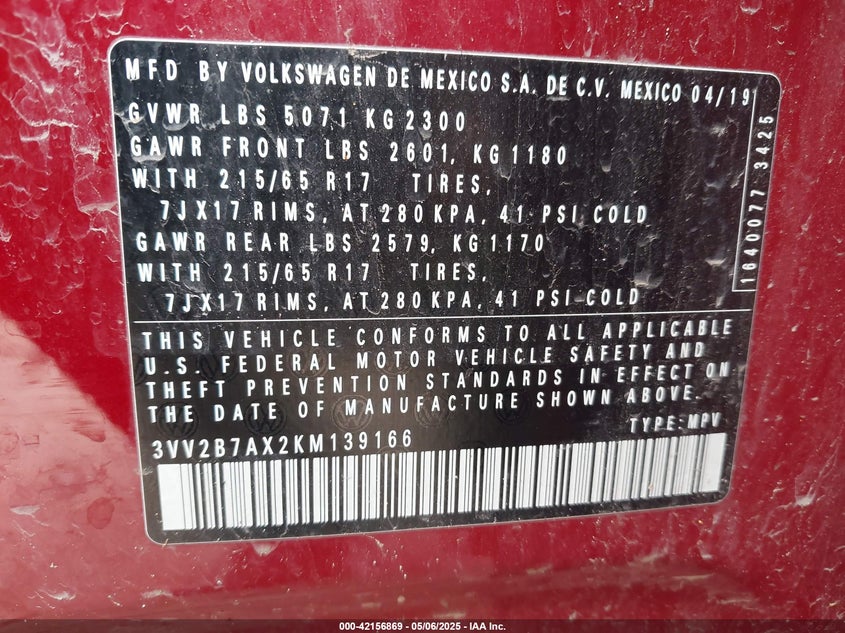 MFD BY VOLKSWAGEN DE MEXICO S.A. DE C.V. MEXICO 04/19
GVWR LBS 5071 KG 2300
GAWR FRONT LBS 2601, KG 1180
WITH 215/65 R17 TIRES,
7JX17 RIMS, AT 280 KPA, 41 PSI COLD
GAWR REAR LBS 2579, KG 1170
WITH 215/65 R17 TIRES,
7JX17 RIMS, AT 280 KPA, 41 PSI COLD
1640077 3425
THIS VEHICLE CONFORMS TO ALL APPLICABLE
U.S. FEDERAL MOTOR VEHICLE SAFETY AND
THEFT PREVENTION STANDARDS IN EFFECT ON
THE DATE OF MANUFACTURE SHOWN ABOVE.
3VV2B7AX2KM139166 TYPE: MPV
000-42156869 — 05/06/2025 — IAA Inc.